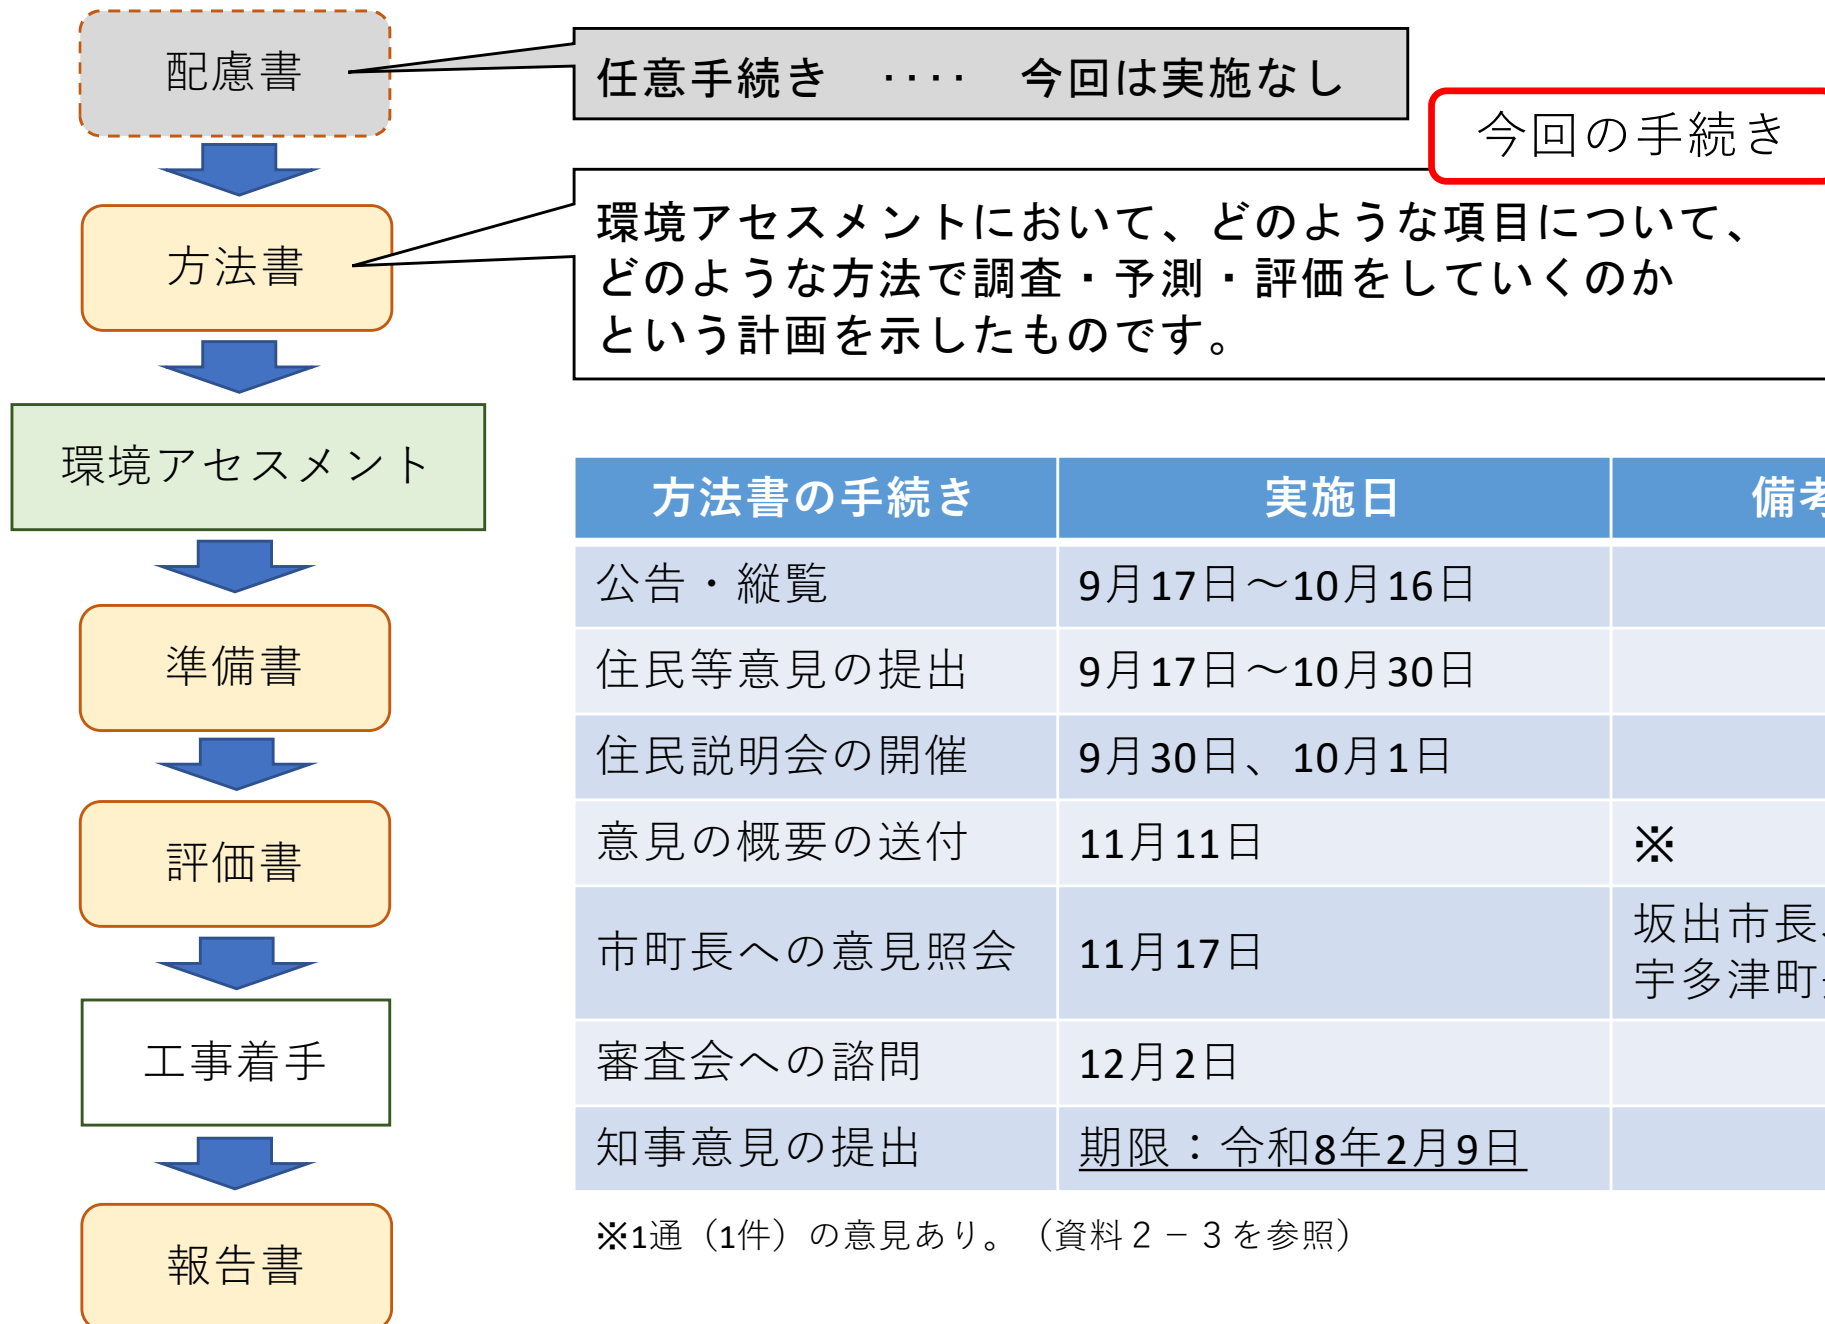 配慮書
任意手続き ‥‥ 今回は実施なし
今回の手続き
方法書
環境アセスメントにおいて、どのような項目について、
どのような方法で調査・予測・評価をしていくのか
という計画を示したものです。
環境アセスメント
準備書
評価書
工事着手
報告書
方法書の手続き 実施日 備考
公告・縦覧 9月17日～10月16日
住民等意見の提出 9月17日～10月30日
住民説明会の開催 9月30日、10月1日
意見の概要の送付 11月11日 ※
市町長への意見照会 11月17日 坂出市長、
宇多津町
審査会への諮問 12月2日
知事意見の提出 期限：令和8年2月9日
※1通（1件）の意見あり。（資料２－３を参照）